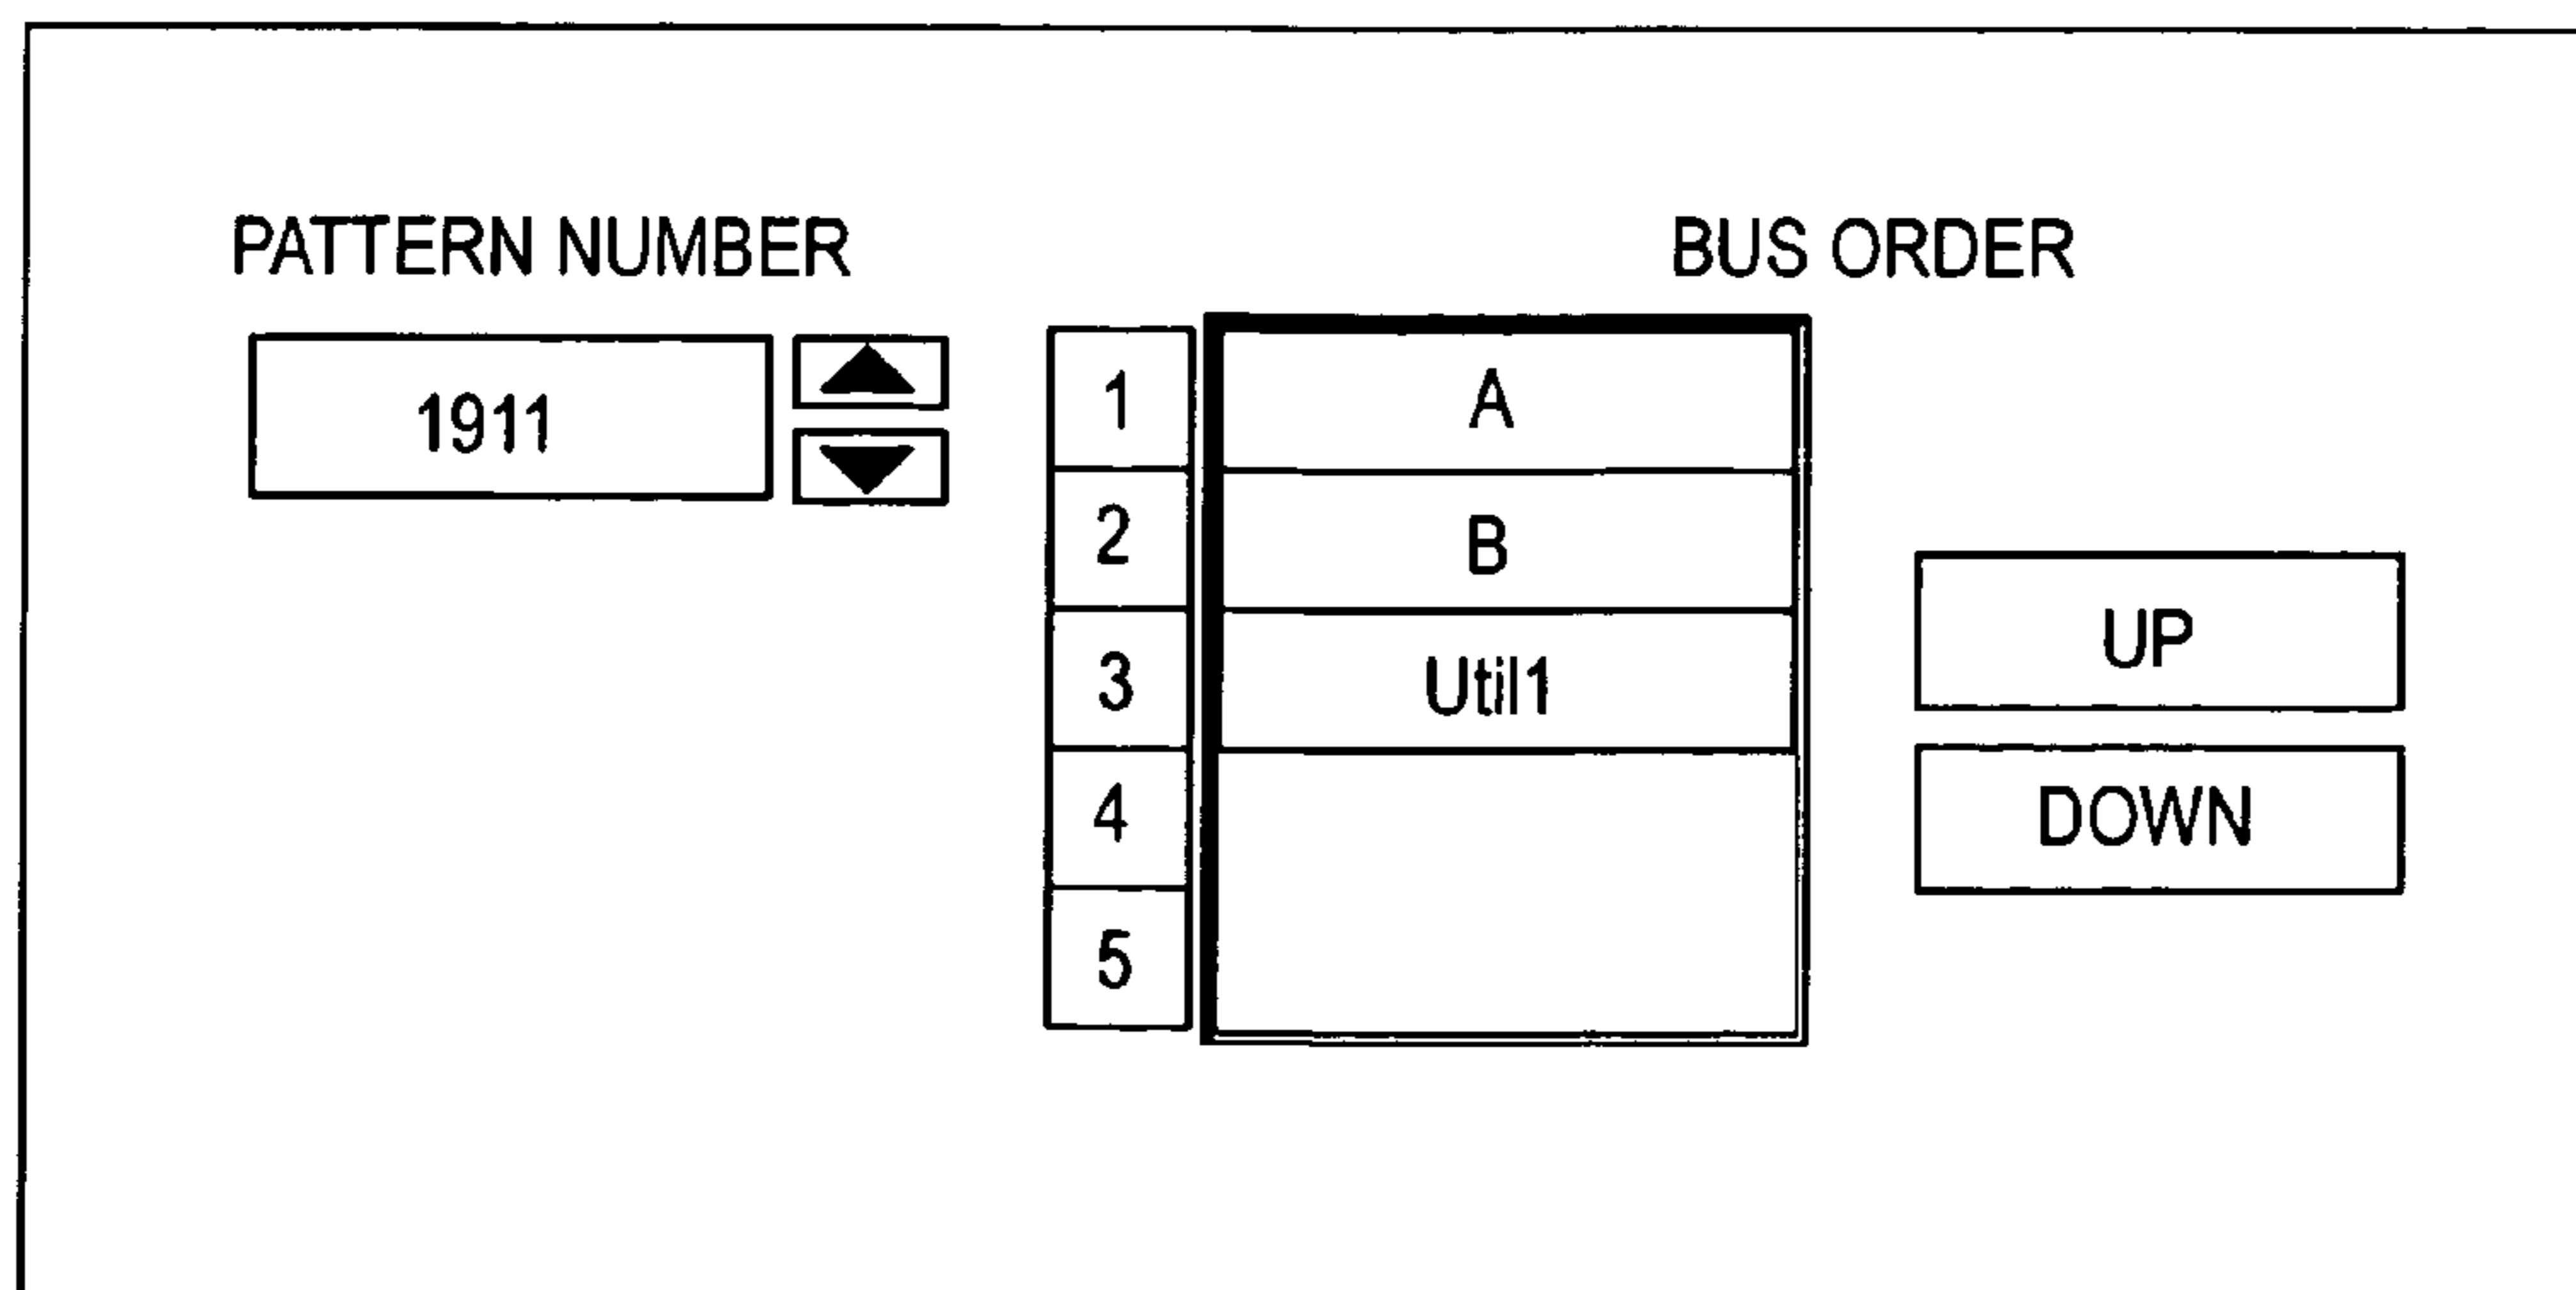 PATTERN NUMBER
1911
BUS ORDER
1 A
2 B
3 Util1
4
5
UP
DOWN